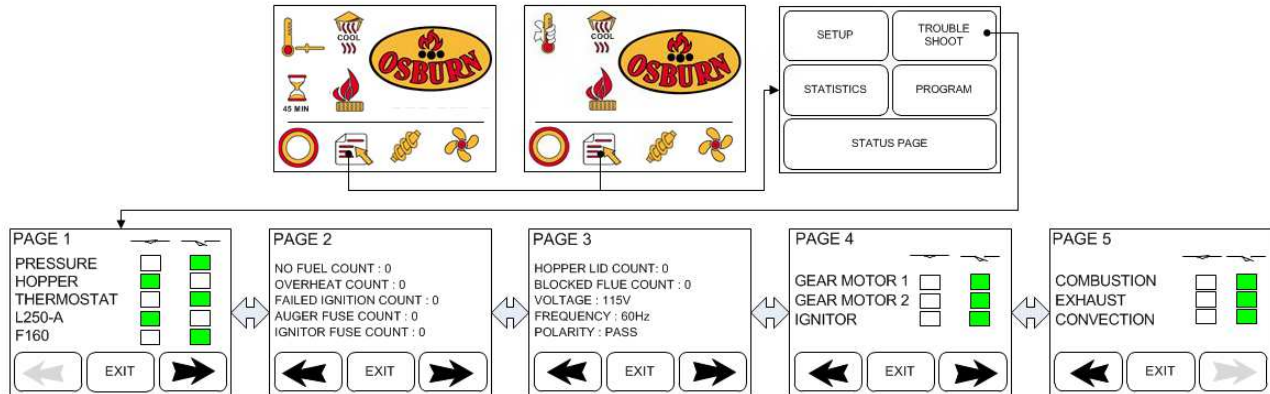 COOL
OSBURN
45 MIN
COOL
OSBURN
SETUP
TROUBLE
SHOOT
STATISTICS
PROGRAM
STATUS PAGE
PAGE 1
PRESSURE
HOPPER
THERMOSTAT
L250-A
F160
EXIT
PAGE 2
NO FUEL COUNT : 0
OVERHEAT COUNT : 0
FAILED IGNITION COUNT : 0
AUGER FUSE COUNT : 0
IGNITOR FUSE COUNT : 0
EXIT
PAGE 3
HOPPER LID COUNT: 0
BLOCKED FLUE COUNT : 0
VOLTAGE : 115V
FREQUENCY : 60Hz
POLARITY : PASS
EXIT
PAGE 4
GEAR MOTOR 1
GEAR MOTOR 2
IGNITOR
EXIT
PAGE 5
COMBUSTION
EXHAUST
CONVECTION
EXIT